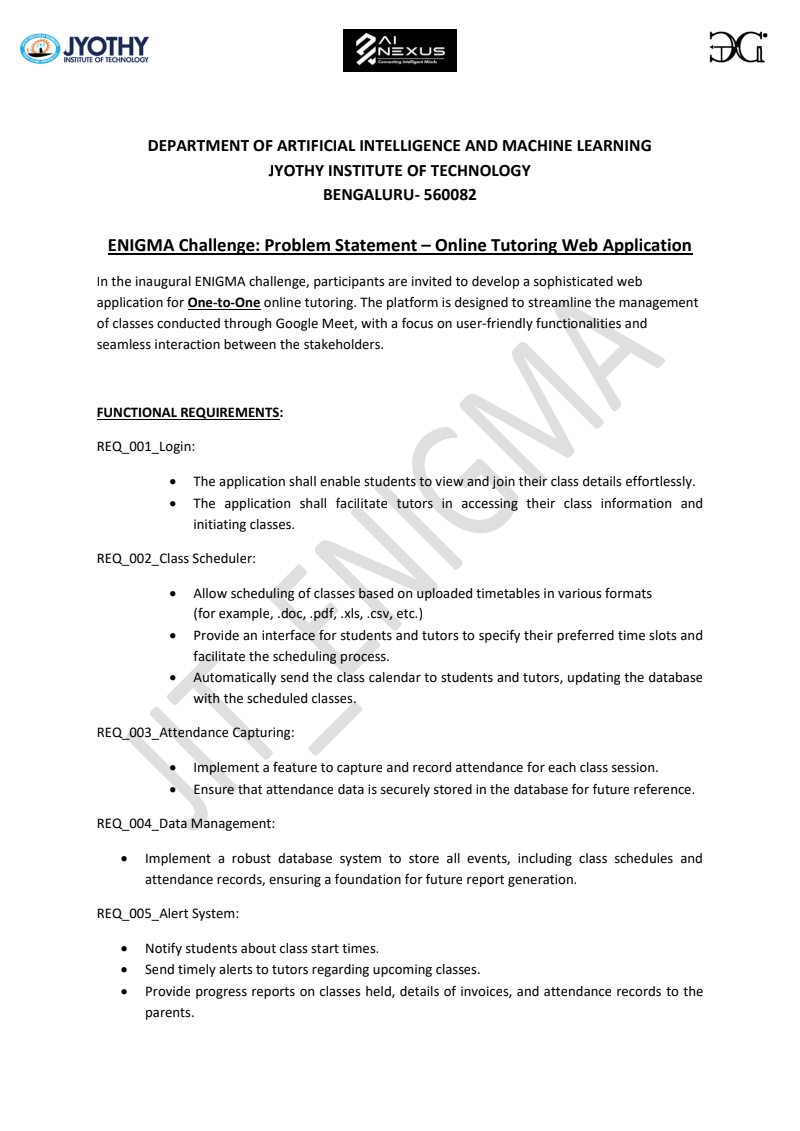 JYOTHY
INSTITUTE OF TECHNOLOGY
AI
NEXUS
Connecting Intelligent Minds
DEPARTMENT OF ARTIFICIAL INTELLIGENCE AND MACHINE LEARNING
JYOTHY INSTITUTE OF TECHNOLOGY
BENGALURU- 560082
ENIGMA Challenge: Problem Statement – Online Tutoring Web Application
In the inaugural ENIGMA challenge, participants are invited to develop a sophisticated web
application for One-to-One online tutoring. The platform is designed to streamline the management
of classes conducted through Google Meet, with a focus on user-friendly functionalities and
seamless interaction between the stakeholders.
FUNCTIONAL REQUIREMENTS:
REQ_001_Login:
• The application shall enable students to view and join their class details effortlessly.
• The application shall facilitate tutors in accessing their class information and
initiating classes.
REQ_002_Class Scheduler:
• Allow scheduling of classes based on uploaded timetables in various formats
(for example, .doc, .pdf, .xls, .csv, etc.)
• Provide an interface for students and tutors to specify their preferred time slots and
facilitate the scheduling process.
• Automatically send the class calendar to students and tutors, updating the database
with the scheduled classes.
REQ_003_Attendance Capturing:
• Implement a feature to capture and record attendance for each class session.
• Ensure that attendance data is securely stored in the database for future reference.
REQ_004_Data Management:
• Implement a robust database system to store all events, including class schedules and
attendance records, ensuring a foundation for future report generation.
REQ_005_Alert System:
• Notify students about class start times.
• Send timely alerts to tutors regarding upcoming classes.
• Provide progress reports on classes held, details of invoices, and attendance records to the
parents.
JIT_ENIGMA